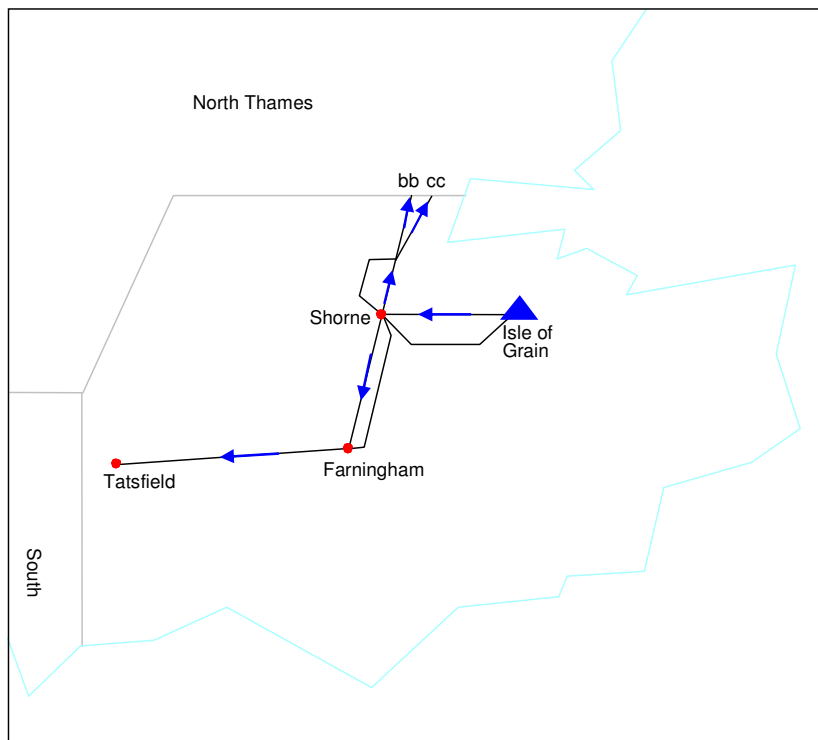 North Thames
bb cc
Shorne
Isle of
Grain
Farningham
Tatsfield
South